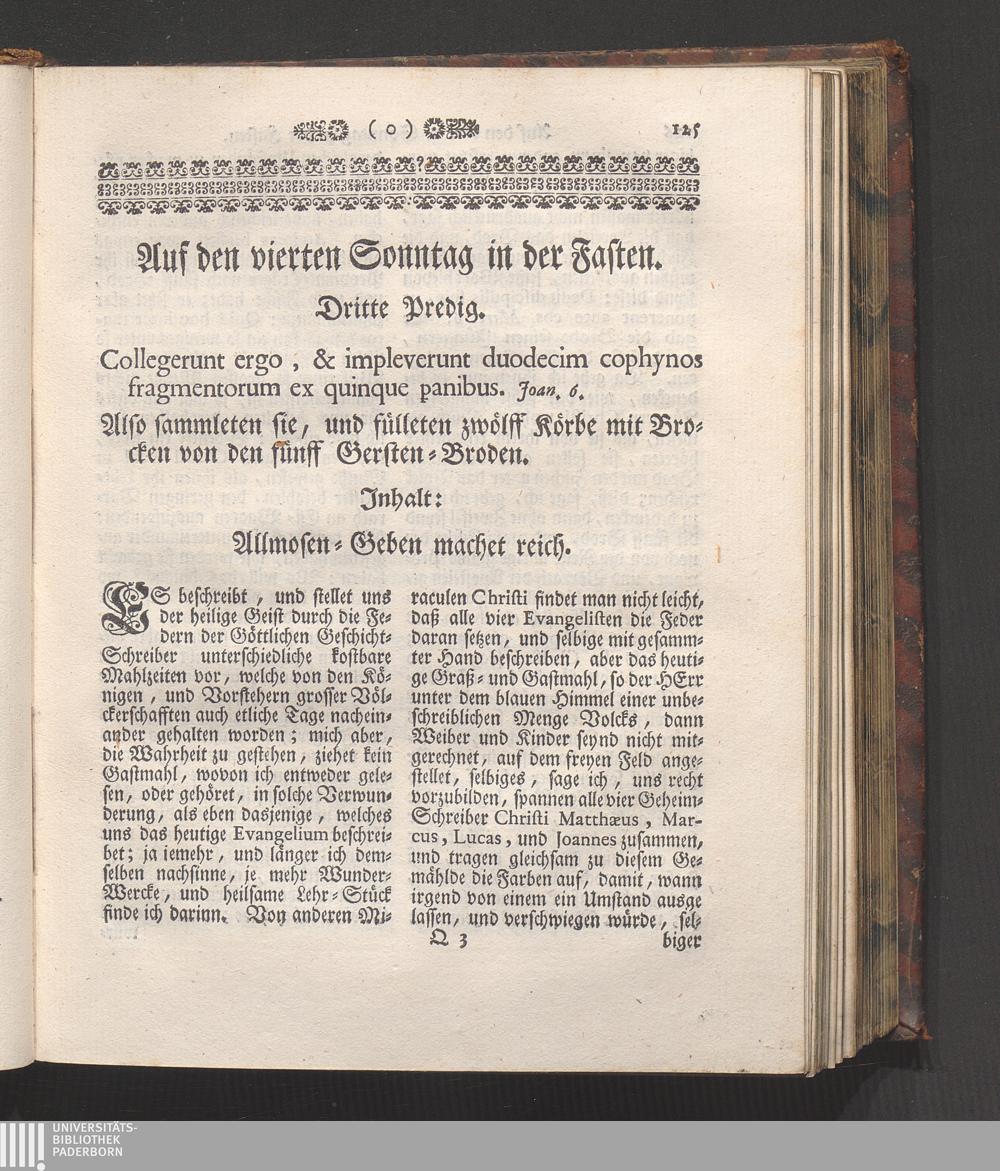 ( o ) 125
Auf den vierten Sonntag in der Fasten.
Dritte Predig.
Collegerunt ergo, & impleverunt duodecim cophynos
fragmentorum ex quinque panibus. Joan. 6.
Also sammleten sie, und fülleten zwölff Körbe mit Bro-
cken von den fünff Gersten-Broden.
Inhalt:
Allmosen-Geben machet reich.
ES beschreibt, und stellet uns
der heilige Geist durch die Fe-
dern der Göttlichen Geschicht-
Schreiber unterschiedliche kostbare
Mahlzeiten vor, welche von den Kö-
nigen, und Vorstehern grosser Völ-
ckerschafften auch etliche Tage nachein-
ander gehalten worden; mich aber,
die Wahrheit zu gestehen, ziehet kein
Gastmahl, wovon ich entweder gele-
sen, oder gehöret, in solche Verwun-
derung, als eben dasjenige, welches
uns das heutige Evangelium beschrei-
bet; ja iemehr, und länger ich dem-
selben nachsinne, je mehr Wunder-
Wercke, und heilsame Lehr-Stück
finde ich darinn. Von anderen Mi-
raculen Christi findet man nicht leicht,
daß alle vier Evangelisten die Feder
daran setzen, und selbige mit gesamm-
ter Hand beschreiben, aber das heuti-
ge Graß- und Gastmahl, so der HErr
unter dem blauen Himmel einer unbe-
schreiblichen Menge Volcks, dann
Weiber und Kinder seynd nicht mit-
gerechnet, auf dem freyen Feld ange-
stellet, selbiges, sage ich, uns recht
vorzubilden, spannen alle vier Geheim-
Schreiber Christi Matthæus, Mar-
cus, Lucas, und Joannes zusammen,
und tragen gleichsam zu diesem Ge-
mählde die Farben auf, damit, wann
irgend von einem ein Umstand ausge
lassen, und verschwiegen würde, sel-
Q 3 biger
UNIVERSITÄTS-
BIBLIOTHEK
PADERBORN